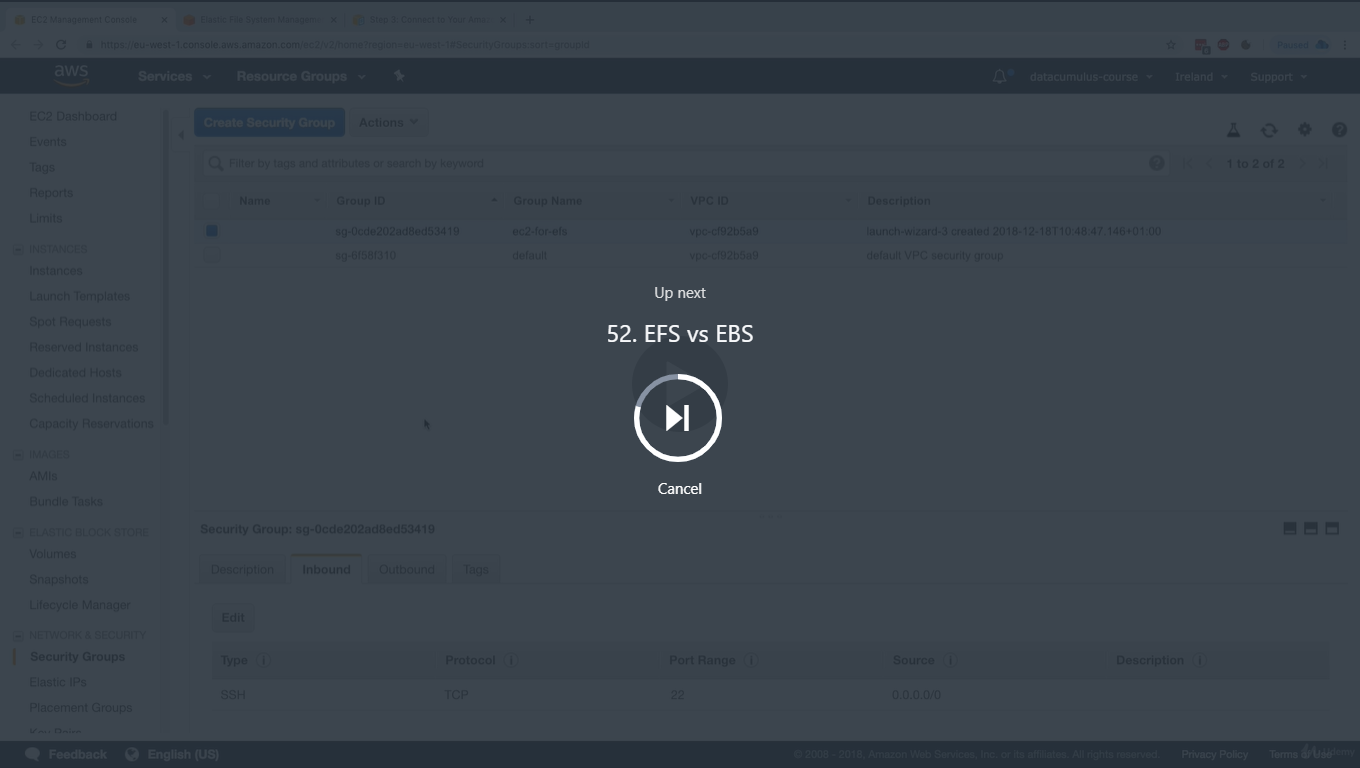 EC2 Management Console
Elastic File System Manageme
Step 3: Connect to Your Amaz
https://eu-west-1.console.aws.amazon.com/ec2/v2/home?region=eu-west-1#SecurityGroups:sort=groupId
Paused
aws
Services
Resource Groups
datacumulus-course
Ireland
Support
EC2 Dashboard
Events
Tags
Reports
Limits
INSTANCES
Instances
Launch Templates
Spot Requests
Reserved Instances
Dedicated Hosts
Scheduled Instances
Capacity Reservations
IMAGES
AMIs
Bundle Tasks
ELASTIC BLOCK STORE
Volumes
Snapshots
Lifecycle Manager
NETWORK & SECURITY
Security Groups
Elastic IPs
Placement Groups
Key Pairs
Create Security Group
Actions
Filter by tags and attributes or search by keyword
1 to 2 of 2
Name Group ID Group Name VPC ID Description
sg-0cde202ad8ed53419 ec2-for-efs vpc-cf92b5a9 launch-wizard-3 created 2018-12-18T10:48:47.146+01:00
sg-6f58f310 default vpc-cf92b5a9 default VPC security group
Up next
52. EFS vs EBS
Cancel
Security Group: sg-0cde202ad8ed53419
Description Inbound Outbound Tags
Edit
Type Protocol Port Range Source Description
SSH TCP 22 0.0.0.0/0
Feedback
English (US)
© 2008 - 2018, Amazon Web Services, Inc. or its affiliates. All rights reserved.
Privacy Policy
Terms of Use